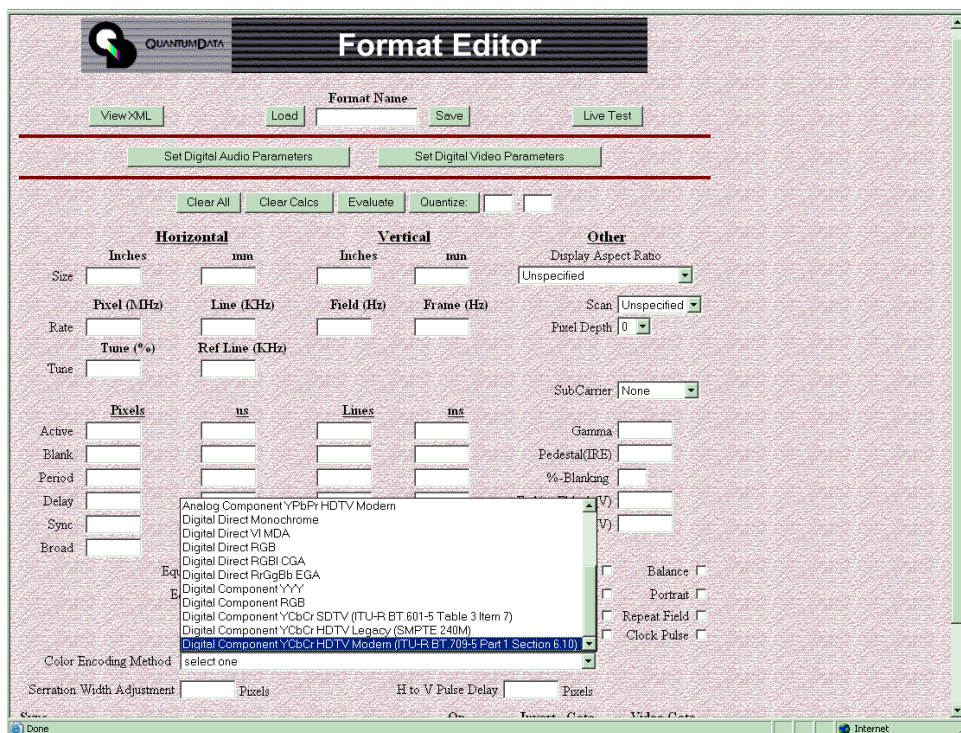 QUANTUMDATA
Format Editor
Format Name
View XML Load Save Live Test
Set Digital Audio Parameters Set Digital Video Parameters
Clear All Clear Calcs Evaluate Quantize: :
Horizontal Vertical Other
Inches mm Inches mm Display Aspect Ratio
Size Unspecified
Pixel (MHz) Line (KHz) Field (Hz) Frame (Hz) Scan Unspecified
Rate Pixel Depth 0
Tune (%) Ref Line (KHz)
Tune
SubCarrier None
Pixels us Lines ms
Active Gamma
Blank Pedestal(IRE)
Period %-Blanking
Delay (V)
Sync V)
Broad
Analog Component YPbPr HDTV Modern
Digital Direct Monochrome
Digital Direct VI MDA
Digital Direct RGB
Digital Direct RGBI CGA
Digital Direct RrGgBb EGA
Digital Component YYY
Digital Component RGB
Digital Component YCbCr SDTV (ITU-R BT.601-5 Table 3 Item 7)
Digital Component YCbCr HDTV Legacy (SMPTE 240M)
Digital Component YCbCr HDTV Modern (ITU-R BT.709-5 Part 1 Section 6.10)
Equ Balance
E Portrait
Repeat Field
Clock Pulse
Color Encoding Method select one
Serration Width Adjustment Pixels H to V Pulse Delay Pixels
Done Internet